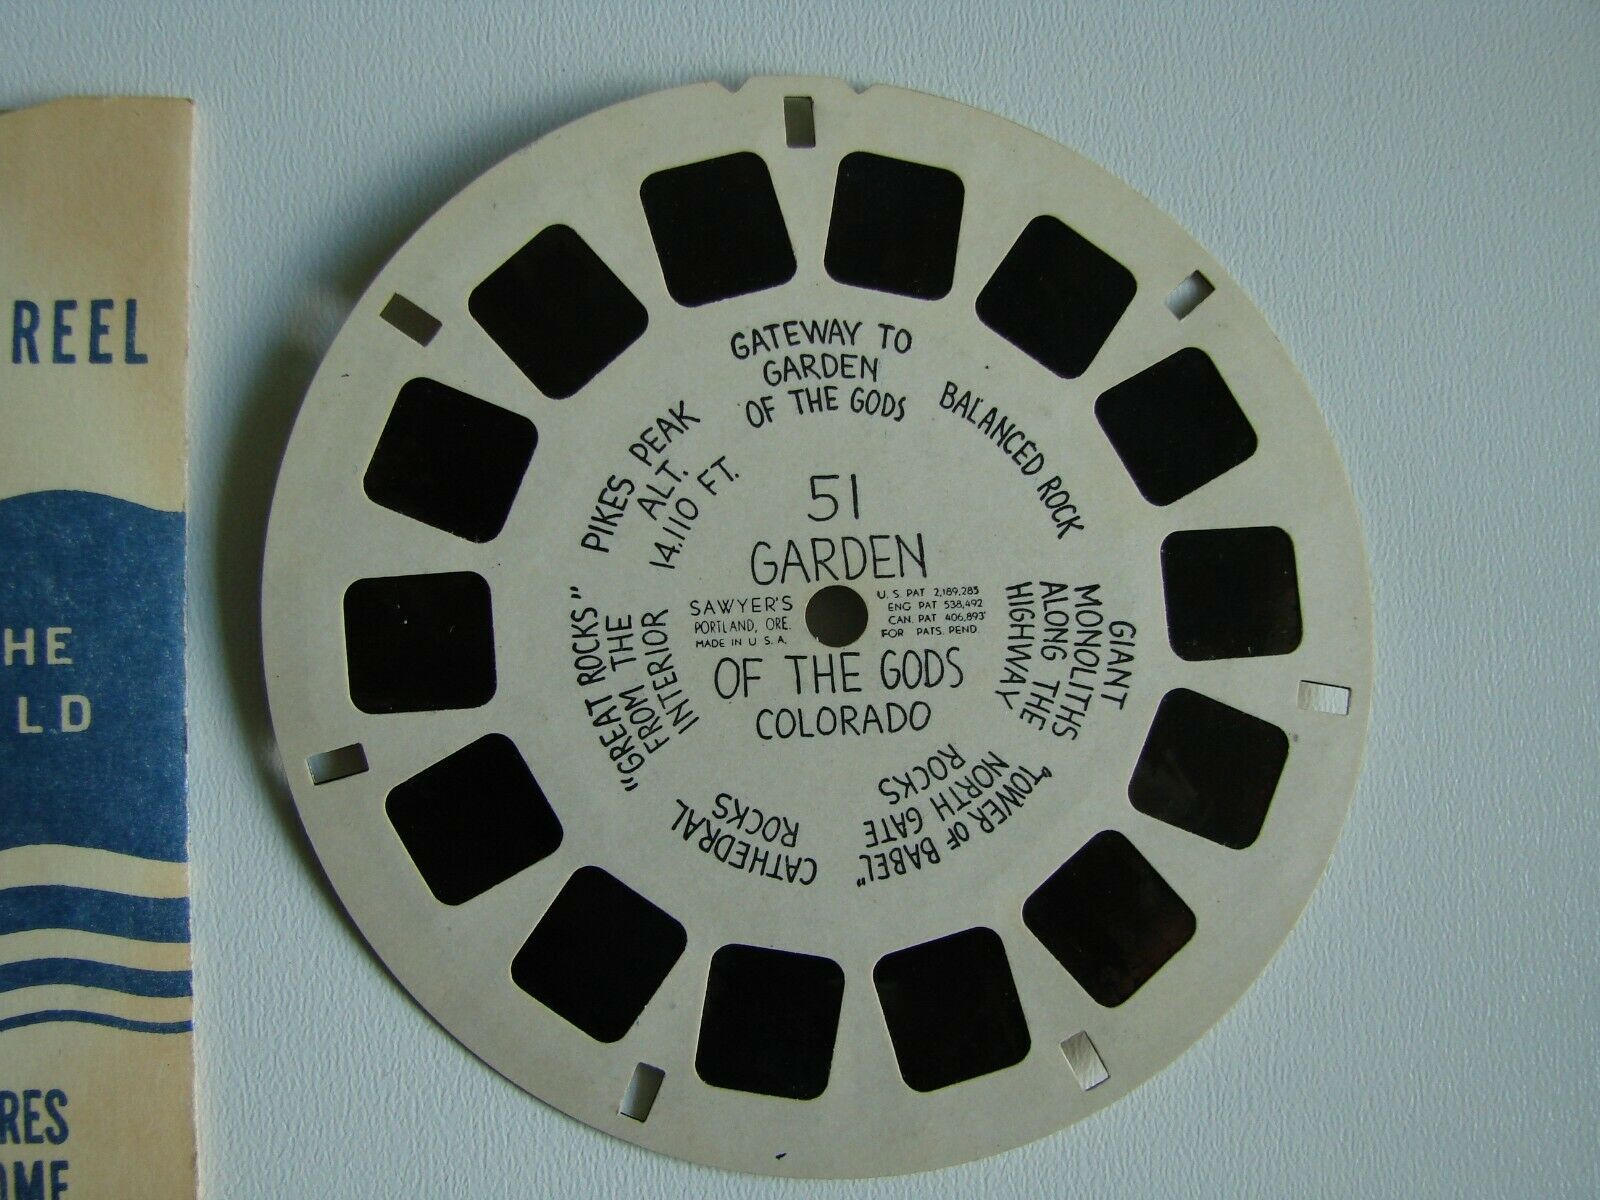 REEL
HE
LD
RES
OME
GATEWAY TO
GARDEN
OF THE GODS
BALANCED ROCK
GIANT
MONOLITHS
ALONG THE
HIGHWAY
"TOWER OF BABEL"
NORTH GATE
ROCKS
CATHEDRAL
ROCKS
"GREAT ROCKS"
FROM THE
INTERIOR
PIKES PEAK
ALT.
14,110 FT.
51
GARDEN
SAWYER'S
PORTLAND, ORE.
MADE IN U.S.A.
U.S. PAT 2,189,285
ENG PAT 538,492
CAN. PAT 406,893
FOR PATS. PEND.
OF THE GODS
COLORADO